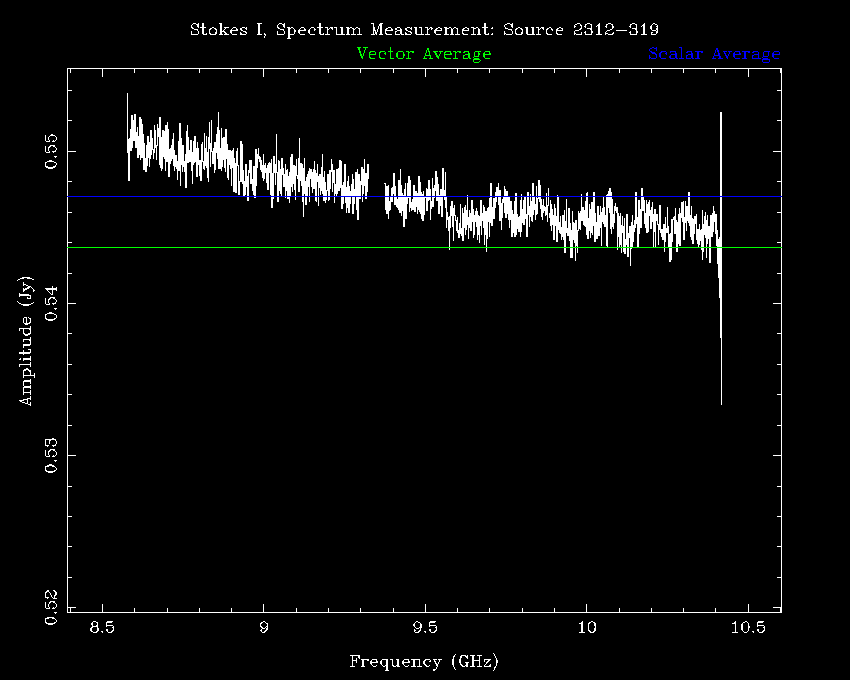 Stokes I, Spectrum Measurement: Source 2312−319
Vector Average Scalar Average
0.55
0.54
0.53
0.52
Amplitude (Jy)
8.5 9 9.5 10 10.5
Frequency (GHz)